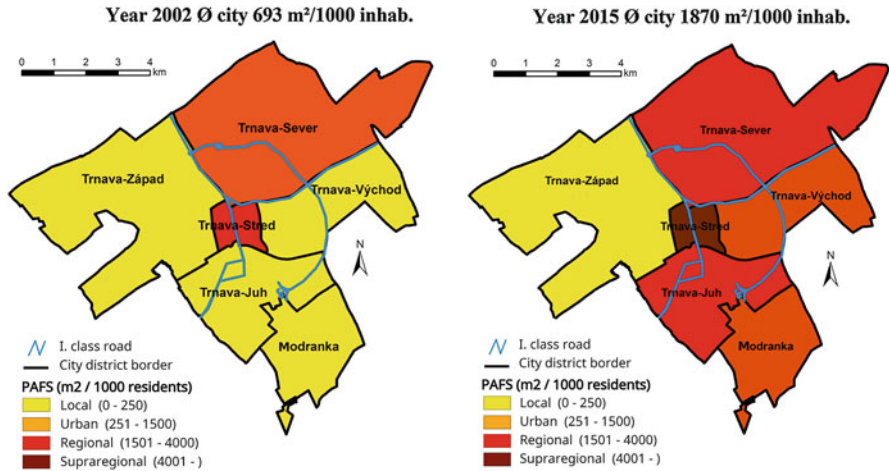 Year 2002 Ø city 693 m²/1000 inhab.
0 1 2 3 4
km
Trnava-Sever
Trnava-Západ
Trnava-Východ
Trnava-Stred
N
Trnava-Juh
Modranka
I. class road
City district border
PAFS (m2 / 1000 residents)
Local (0 - 250)
Urban (251 - 1500)
Regional (1501 - 4000)
Supraregional (4001 - )
Year 2015 Ø city 1870 m²/1000 inhab.
0 1 2 3 4
km
Trnava-Sever
Trnava-Západ
Trnava-Východ
Trnava-Stred
N
Trnava-Juh
Modranka
I. class road
City district border
PAFS (m2 / 1000 residents)
Local (0 - 250)
Urban (251 - 1500)
Regional (1501 - 4000)
Supraregional (4001 - )